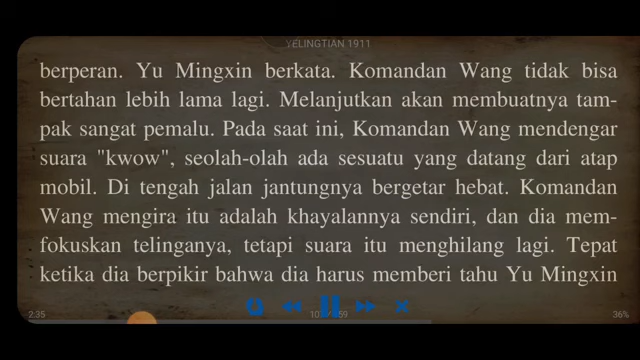 YELINGTIAN 1911
berperan. Yu Mingxin berkata. Komandan Wang tidak bisa
bertahan lebih lama lagi. Melanjutkan akan membuatnya tam-
pak sangat pemalu. Pada saat ini, Komandan Wang mendengar
suara "kwow", seolah-olah ada sesuatu yang datang dari atap
mobil. Di tengah jalan jantungnya bergetar hebat. Komandan
Wang mengira itu adalah khayalannya sendiri, dan dia mem-
fokuskan telinganya, tetapi suara itu menghilang lagi. Tepat
ketika dia berpikir bahwa dia harus memberi tahu Yu Mingxin
2:35
36%